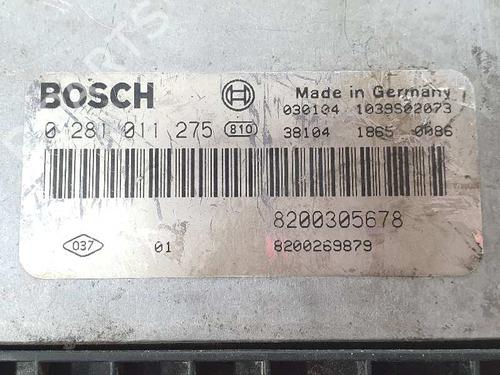 BOSCH
Made in Germany
030104 1039S02073
0 281 011 275 810
38104 1865 0086
8200305678
037 01 8200269879